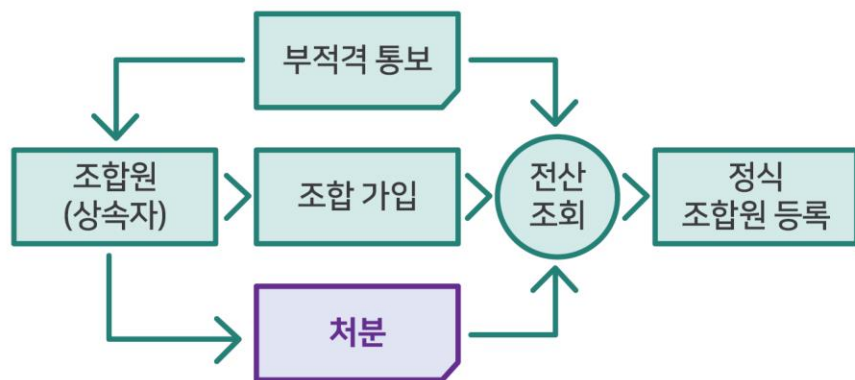 부적격 통보
조합원
(상속자)
조합 가입
전산
조회
정식
조합원 등록
처분